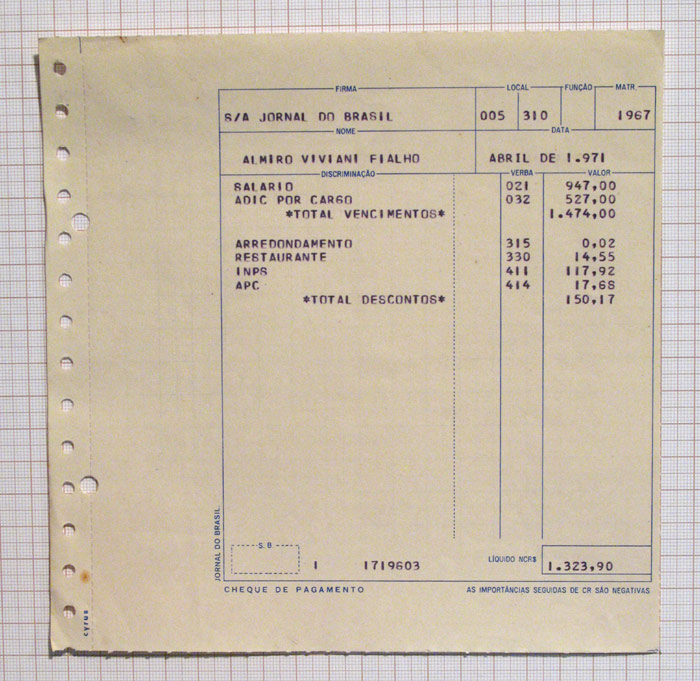 FIRMA LOCAL FUNÇÃO MATR.
S/A JORNAL DO BRASIL 005 310 1967
NOME DATA
ALMIRO VIVIANI FIALHO ABRIL DE 1.971
DISCRIMINAÇÃO VERBA VALOR
SALARIO 021 947,00
ADIC POR CARGO 032 527,00
*TOTAL VENCIMENTOS* 1.474,00
ARREDONDAMENTO 315 0,02
RESTAURANTE 330 14,55
INPS 411 117,92
APC 414 17,68
*TOTAL DESCONTOS* 150,17
JORNAL DO BRASIL
S. B.
1 1719603 LÍQUIDO NCR$ 1.323,90
CHEQUE DE PAGAMENTO AS IMPORTÂNCIAS SEGUIDAS DE CR SÃO NEGATIVAS
cyrus